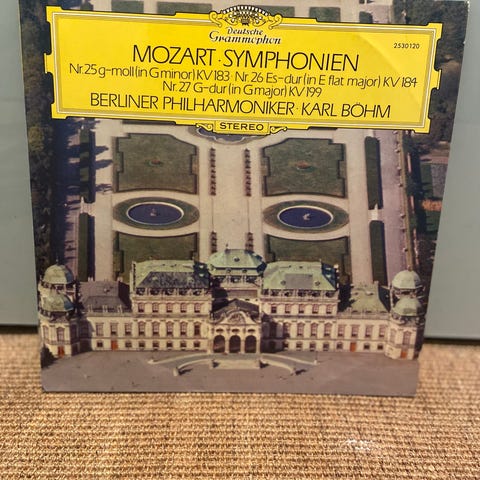 Deutsche
Grammophon
2530120
MOZART · SYMPHONIEN
Nr. 25 g-moll (in G minor) KV 183 · Nr. 26 Es-dur (in E flat major) KV 184
Nr. 27 G-dur (in G major) KV 199
BERLINER PHILHARMONIKER · KARL BÖHM
STEREO